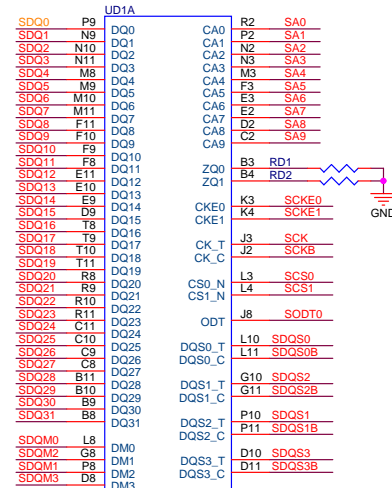 UD1A
SDQ0 P9 DQ0 CA0 R2 SA0
SDQ1 N9 DQ1 CA1 P2 SA1
SDQ2 N10 DQ2 CA2 N2 SA2
SDQ3 N11 DQ3 CA3 N3 SA3
SDQ4 M8 DQ4 CA4 M3 SA4
SDQ5 M9 DQ5 CA5 F3 SA5
SDQ6 M10 DQ6 CA6 E3 SA6
SDQ7 M11 DQ7 CA7 E2 SA7
SDQ8 F11 DQ8 CA8 D2 SA8
SDQ9 F10 DQ9 CA9 C2 SA9
SDQ10 F9 DQ10
SDQ11 F8 DQ11 ZQ0 B3 RD1
SDQ12 E11 DQ12 ZQ1 B4 RD2
SDQ13 E10 DQ13
SDQ14 E9 DQ14 CKE0 K3 SCKE0
SDQ15 D9 DQ15 CKE1 K4 SCKE1
GND
SDQ16 T8 DQ16
SDQ17 T9 DQ17 CK_T J3 SCK
SDQ18 T10 DQ18 CK_C J2 SCKB
SDQ19 T11 DQ19
SDQ20 R8 DQ20 CS0_N L3 SCS0
SDQ21 R9 DQ21 CS1_N L4 SCS1
SDQ22 R10 DQ22
SDQ23 R11 DQ23 ODT J8 SODT0
SDQ24 C11 DQ24
SDQ25 C10 DQ25 DQS0_T L10 SDQS0
SDQ26 C9 DQ26 DQS0_C L11 SDQS0B
SDQ27 C8 DQ27
SDQ28 B11 DQ28 DQS1_T G10 SDQS2
SDQ29 B10 DQ29 DQS1_C G11 SDQS2B
SDQ30 B9 DQ30
SDQ31 B8 DQ31 DQS2_T P10 SDQS1
DQS2_C P11 SDQS1B
SDQM0 L8 DM0
SDQM2 G8 DM1 DQS3_T D10 SDQS3
SDQM1 P8 DM2 DQS3_C D11 SDQS3B
SDQM3 D8 DM3